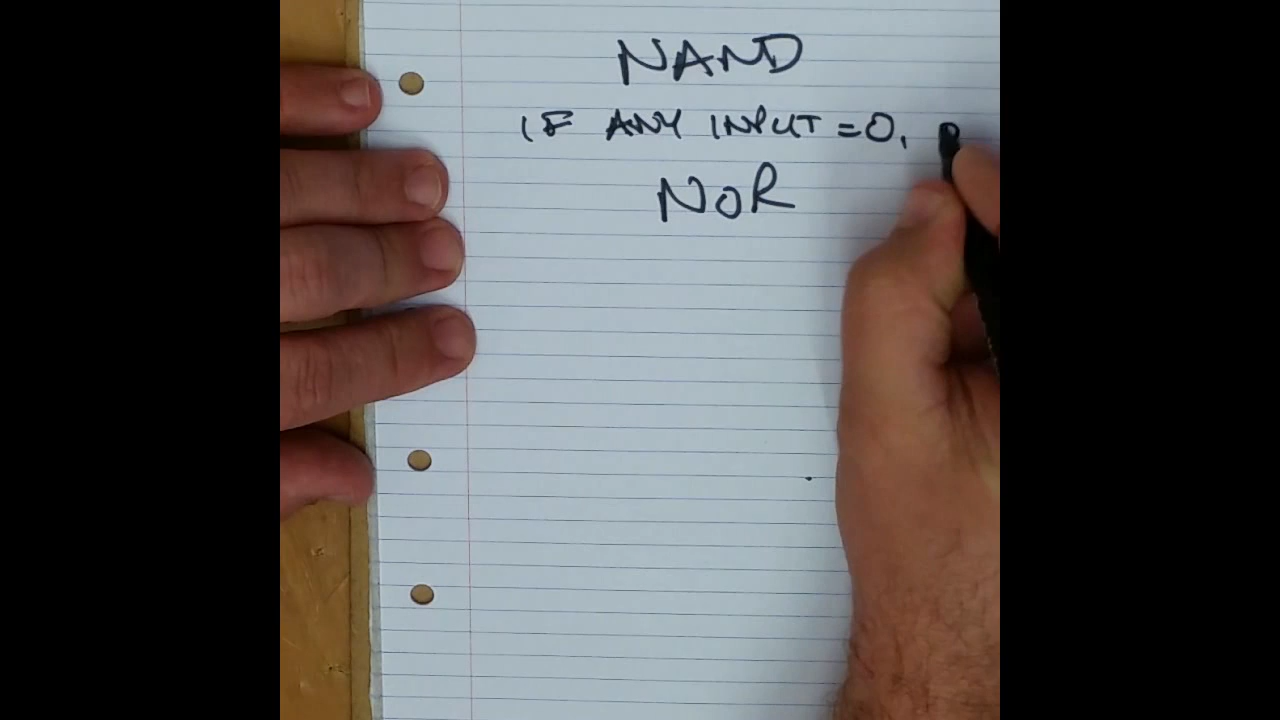 NAND
IF ANY INPUT =0,
NOR